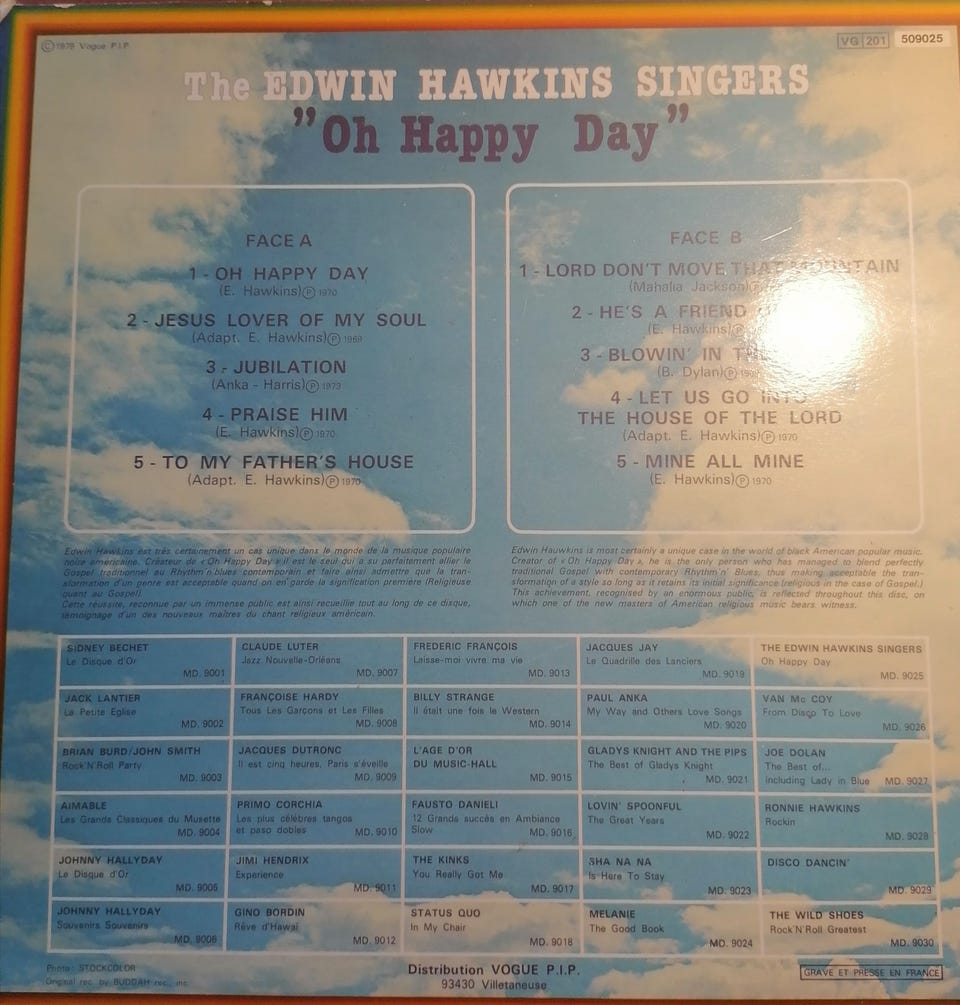 ©1979 Vogue P.I.P.
VG 201 509025
The EDWIN HAWKINS SINGERS
"Oh Happy Day"
FACE A
1 - OH HAPPY DAY
(E. Hawkins)℗ 1970
2 - JESUS LOVER OF MY SOUL
(Adapt. E. Hawkins)℗ 1969
3 - JUBILATION
(Anka - Harris)℗ 1973
4 - PRAISE HIM
(E. Hawkins)℗ 1970
5 - TO MY FATHER'S HOUSE
(Adapt. E. Hawkins)℗ 1970
FACE B
1 - LORD DON'T MOVE THAT MOUNTAIN
(Mahalia Jackson)℗
2 - HE'S A FRIEND
(E. Hawkins)℗
3 - BLOWIN' IN
(B. Dylan)℗
4 - LET US GO INTO
THE HOUSE OF THE LORD
(Adapt. E. Hawkins)℗ 1970
5 - MINE ALL MINE
(E. Hawkins)℗ 1970
Edwin Hawkins est très certainement un cas unique dans le monde de la musique populaire
noire américaine. Créateur de « Oh Happy Day » il est le seul qui a su parfaitement allier le
Gospel traditionnel au Rhythm'n'blues contemporain et faire ainsi admettre que la tran-
sformation d'un genre est acceptable quand on en garde la signification première (Religieuse
quant au Gospel).
Cette réussite, reconnue par un immense public est ainsi recueillie tout au long de ce disque,
témoignage d'un des nouveaux maîtres du chant religieux américain.
Edwin Hauwkins is most certainly a unique case in the world of black American popular music.
Creator of « Oh Happy Day », he is the only person who has managed to blend perfectly
traditional Gospel with contemporary Rhythm'n' Blues, thus making acceptable the tran-
sformation of a style so long as it retains its initial significance (religious in the case of Gospel.)
This achievement, recognised by an enormous public, is reflected throughout this disc, on
which one of the new masters of American religious music bears witness.
SIDNEY BECHET
Le Disque d'Or
MD. 9001
CLAUDE LUTER
Jazz Nouvelle-Orléans
MD. 9007
FREDERIC FRANÇOIS
Laisse-moi vivre ma vie
MD. 9013
JACQUES JAY
Le Quadrille des Lanciers
MD. 9019
THE EDWIN HAWKINS SINGERS
Oh Happy Day
MD. 9025
JACK LANTIER
La Petite Eglise
MD. 9002
FRANÇOISE HARDY
Tous Les Garçons et Les Filles
MD. 9008
BILLY STRANGE
Il était une fois le Western
MD. 9014
PAUL ANKA
My Way and Others Love Songs
MD. 9020
VAN Mc COY
From Disco To Love
MD. 9026
BRIAN BURD/JOHN SMITH
Rock'N'Roll Party
MD. 9003
JACQUES DUTRONC
Il est cinq heures, Paris s'éveille
MD. 9009
L'AGE D'OR
DU MUSIC-HALL
MD. 9015
GLADYS KNIGHT AND THE PIPS
The Best of Gladys Knight
MD. 9021
JOE DOLAN
The Best of...
including Lady in Blue MD. 9027
AIMABLE
Les Grands Classiques du Musette
MD. 9004
PRIMO CORCHIA
Les plus célèbres tangos
et paso dobles MD. 9010
FAUSTO DANIELI
12 Grands succès en Ambiance
Slow MD. 9016
LOVIN' SPOONFUL
The Great Years
MD. 9022
RONNIE HAWKINS
Rockin
MD. 9028
JOHNNY HALLYDAY
Le Disque d'Or
MD. 9005
JIMI HENDRIX
Experience
MD. 9011
THE KINKS
You Really Got Me
MD. 9017
SHA NA NA
Is Here To Stay
MD. 9023
DISCO DANCIN'
MD. 9029
JOHNNY HALLYDAY
Souvenirs Souvenirs
MD. 9006
GINO BORDIN
Rêve d'Hawaï
MD. 9012
STATUS QUO
In My Chair
MD. 9018
MELANIE
The Good Book
MD. 9024
THE WILD SHOES
Rock'N'Roll Greatest
MD. 9030
Photo: STOCKCOLOR
Original rec. by BUDDAH rec., inc.
Distribution VOGUE P.I.P.
93430 Villetaneuse
GRAVE ET PRESSE EN FRANCE